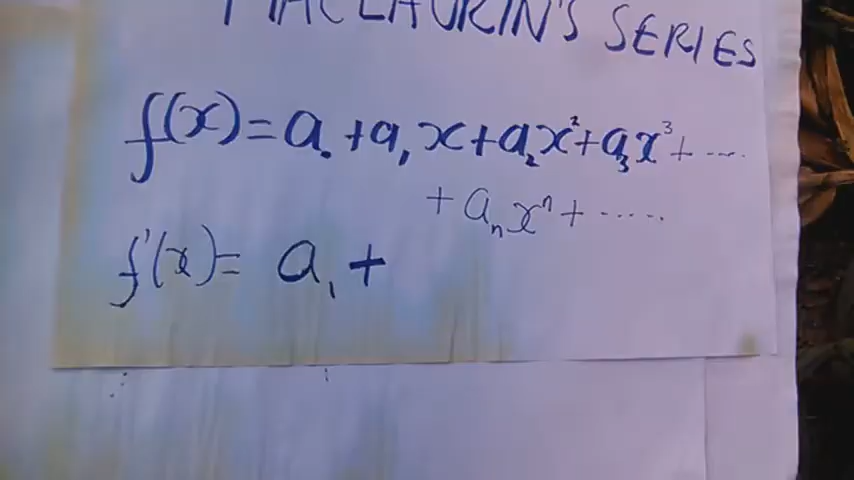 MACLAURIN'S SERIES
f(x) = a₀ + a₁x + a₂x² + a₃x³ + ....
+ aₙxⁿ + .....
f'(x) = a₁ +